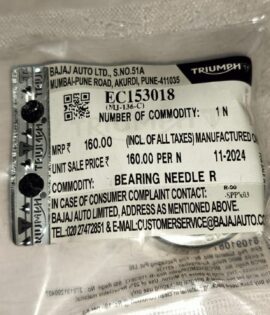 BAJAJ AUTO LTD., S.NO.51A
MUMBAI-PUNE ROAD, AKURDI, PUNE-411035
TRIUMPH
EC153018
(MJ-136-C)
NUMBER OF COMMODITY: 1 N
MRP ₹ 160.00 (INCL. OF ALL TAXES) MANUFACTURED
UNIT SALE PRICE ₹ 160.00 PER N 11-2024
COMMODITY: BEARING NEEDLE R
IN CASE OF CONSUMER COMPLAINT CONTACT:
BAJAJ AUTO LIMITED, ADDRESS AS MENTIONED ABOVE.
TEL: 020 27472851 & E-MAIL:CUSTOMERSERVICE@BAJAJAUTO
TRIUMPH